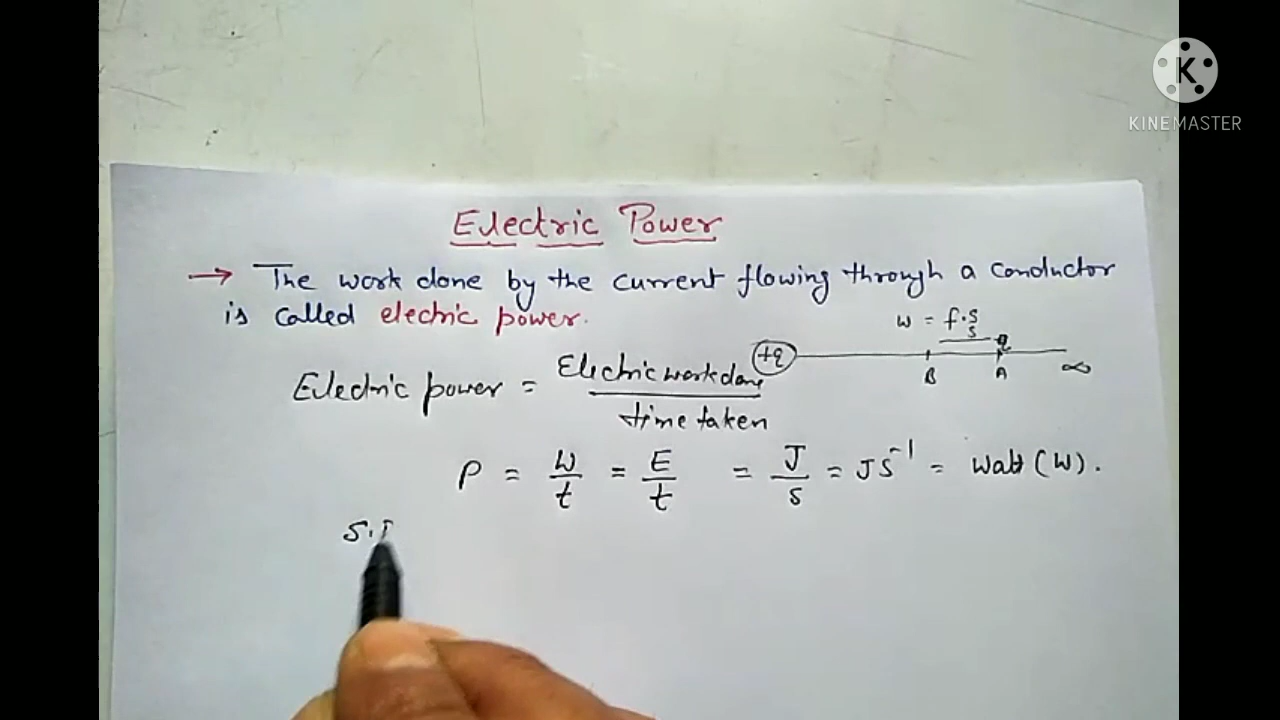 KINEMASTER
Electric Power
→ The work done by the current flowing through a conductor
is called electric power.
W = f.s
s
q
+q
B A ∞
Electric power = Electric work done
time taken
P = W/t = E/t = J/s = JS⁻¹ = Watt (W).
S.I